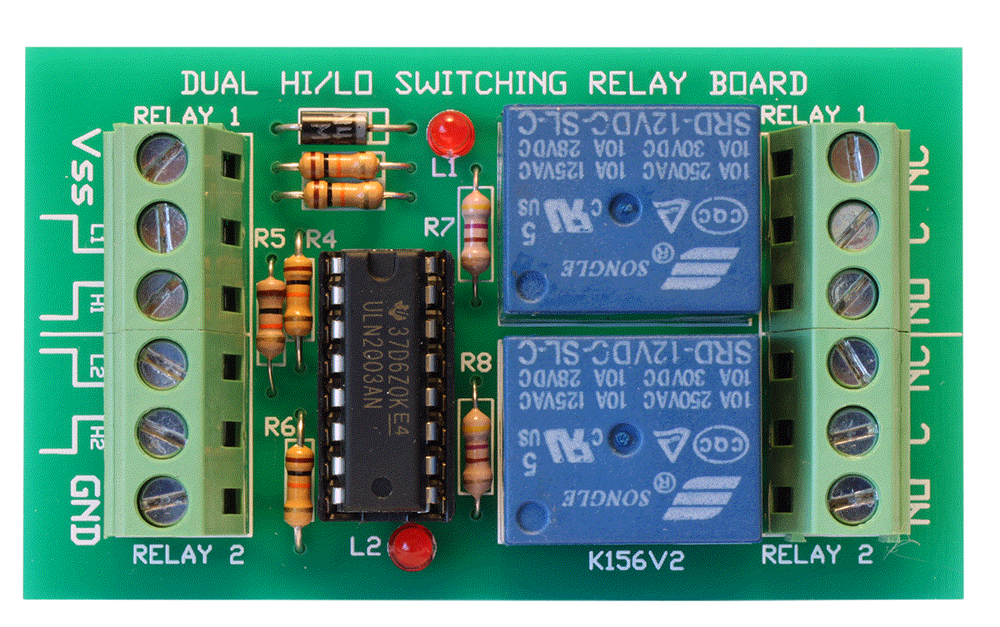 DUAL HI/LO SWITCHING RELAY BOARD
RELAY 1
RELAY 1
Vss
L1
H1
L2
H2
GND
L1
R7
R5
R4
R8
R6
L2
37D6Z0KE4
ULN2003AN
SRD-12VDC-SL-C
10A 30VDC 10A 28VDC
10A 250VAC 10A 125VAC
CQC
C
US
5
SONGLE
®
SRD-12VDC-SL-C
10A 30VDC 10A 28VDC
10A 250VAC 10A 125VAC
CQC
C
US
5
SONGLE
®
NC
C
NO
NC
C
NO
RELAY 2
K156V2
RELAY 2